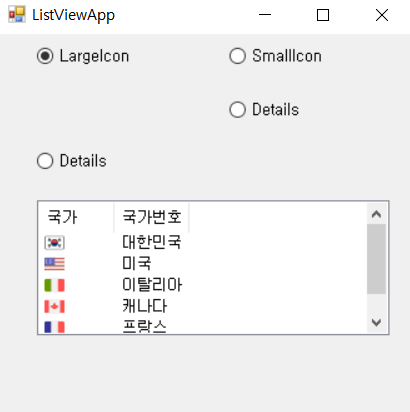 ListViewApp
LargeIcon SmallIcon
Details
Details
국가 국가번호
대한민국
미국
이탈리아
캐나다
프랑스